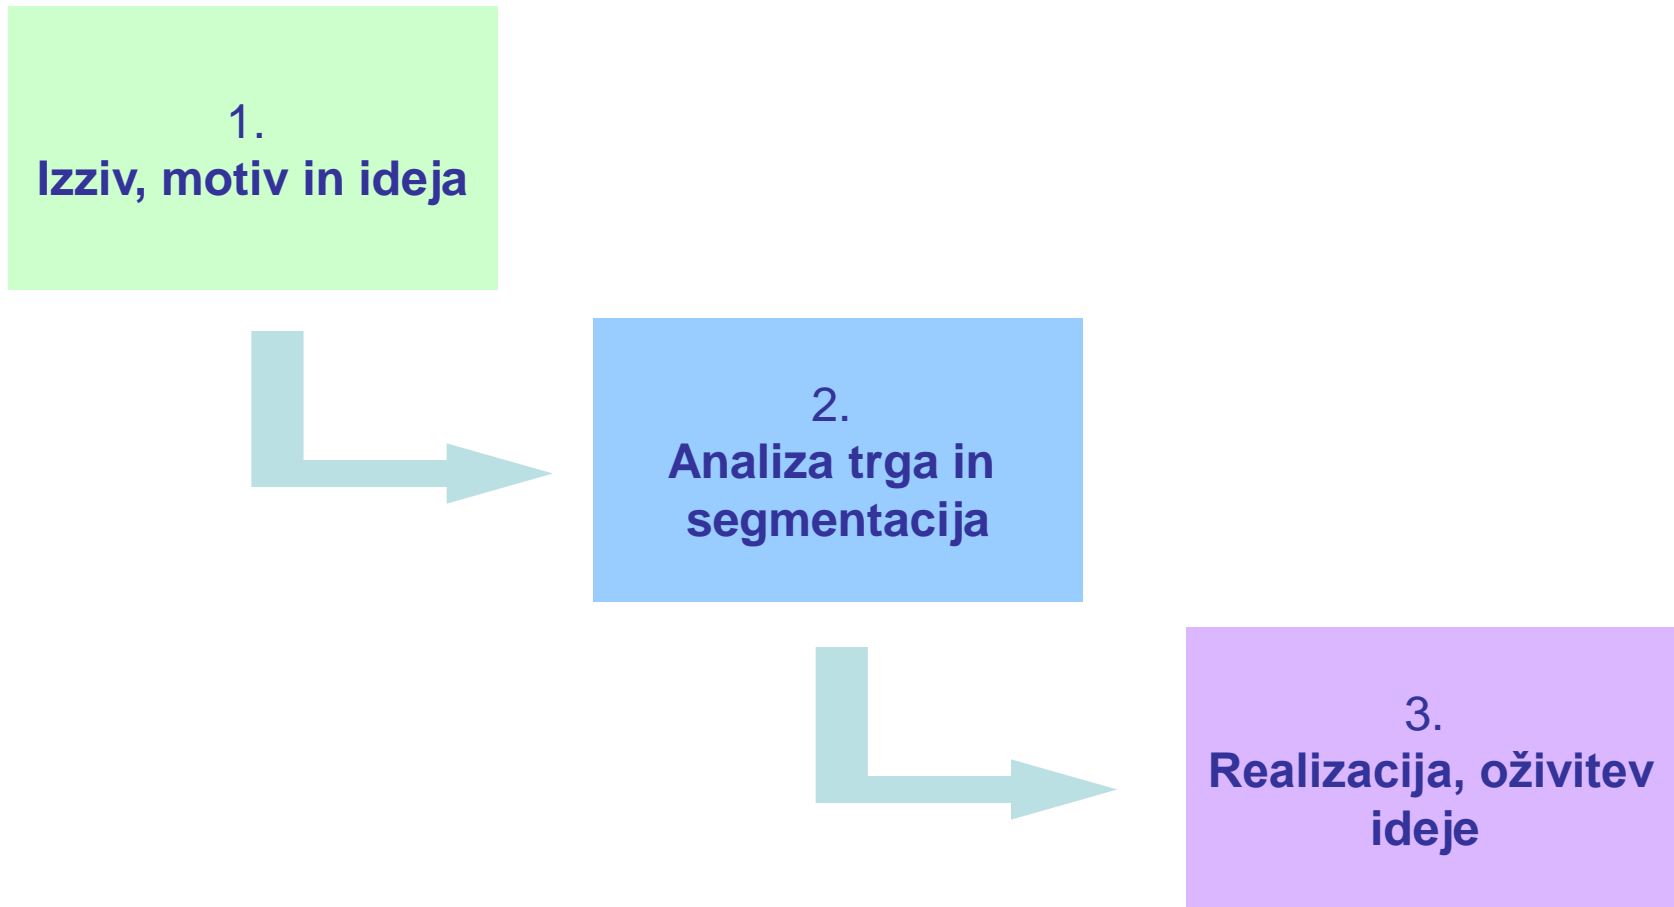 1.
Izziv, motiv in ideja
2.
Analiza trga in
segmentacija
3.
Realizacija, oživitev
ideje